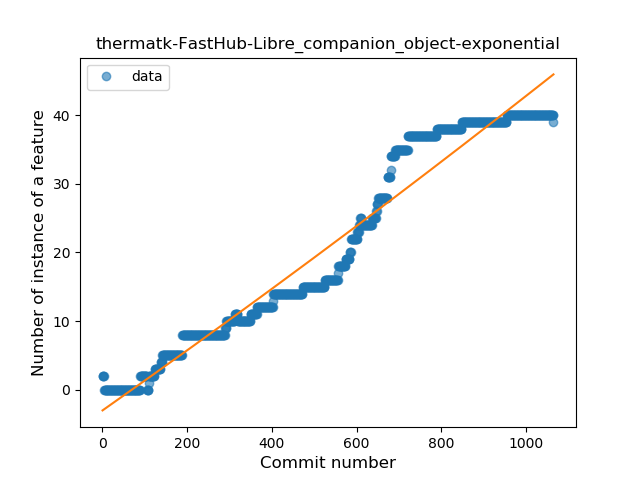 thermatk-FastHub-Libre_companion_object-exponential
data
Number of instance of a feature
40
30
20
10
0
0 200 400 600 800 1000
Commit number